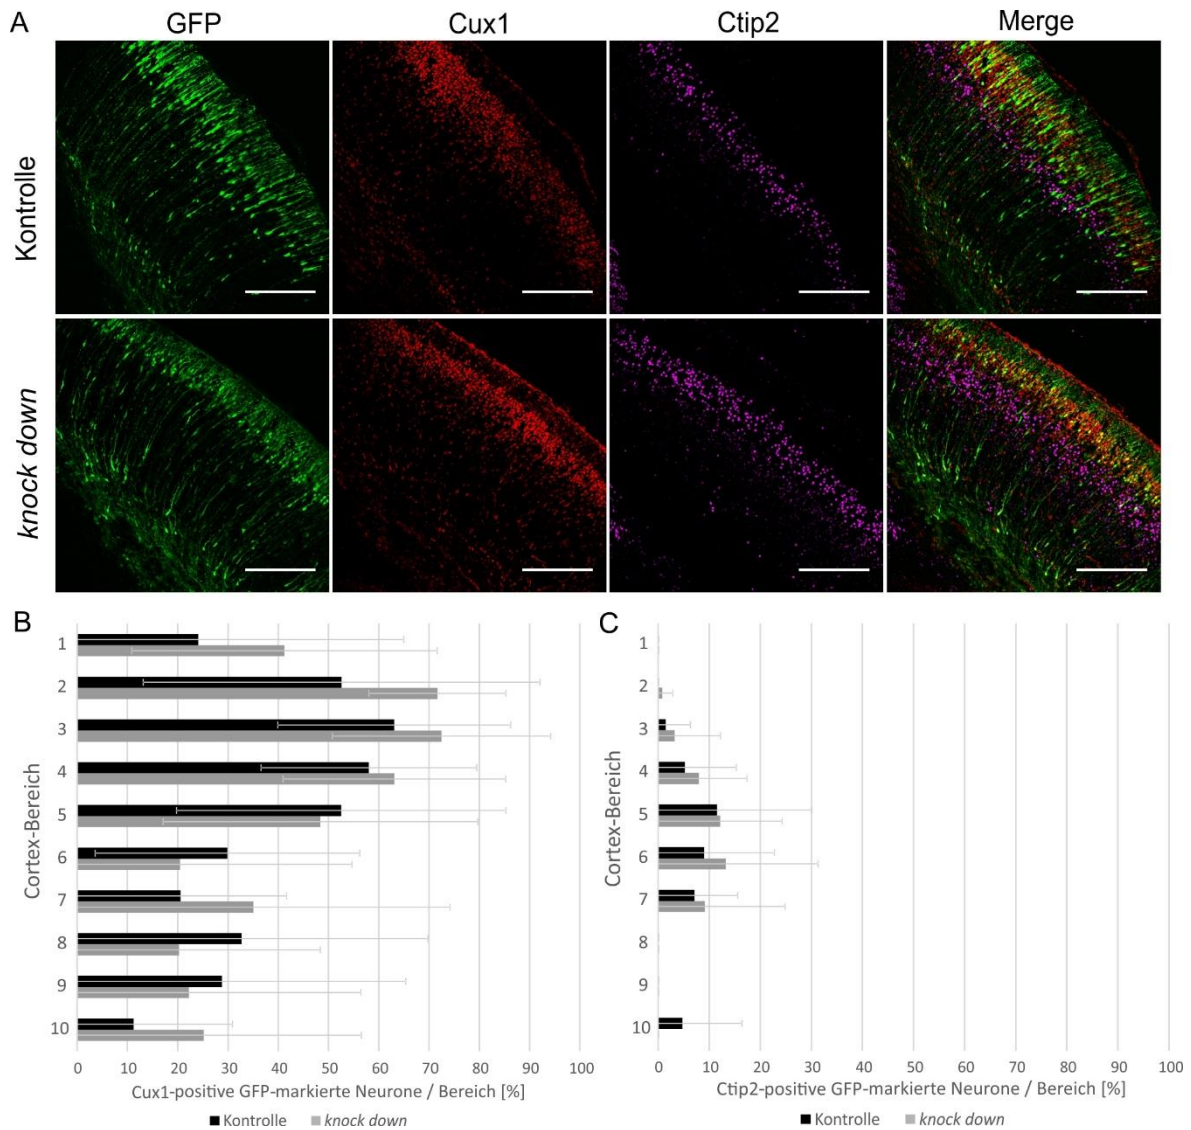 A
GFP
Cux1
Ctip2
Merge
Kontrolle
knock down
B
Cortex-Bereich
1
2
3
4
5
6
7
8
9
10
0 10 20 30 40 50 60 70 80 90 100
Cux1-positive GFP-markierte Neurone / Bereich [%]
Kontrolle knock down
C
Cortex-Bereich
1
2
3
4
5
6
7
8
9
10
0 10 20 30 40 50 60 70 80 90 100
Ctip2-positive GFP-markierte Neurone / Bereich [%]
Kontrolle knock down